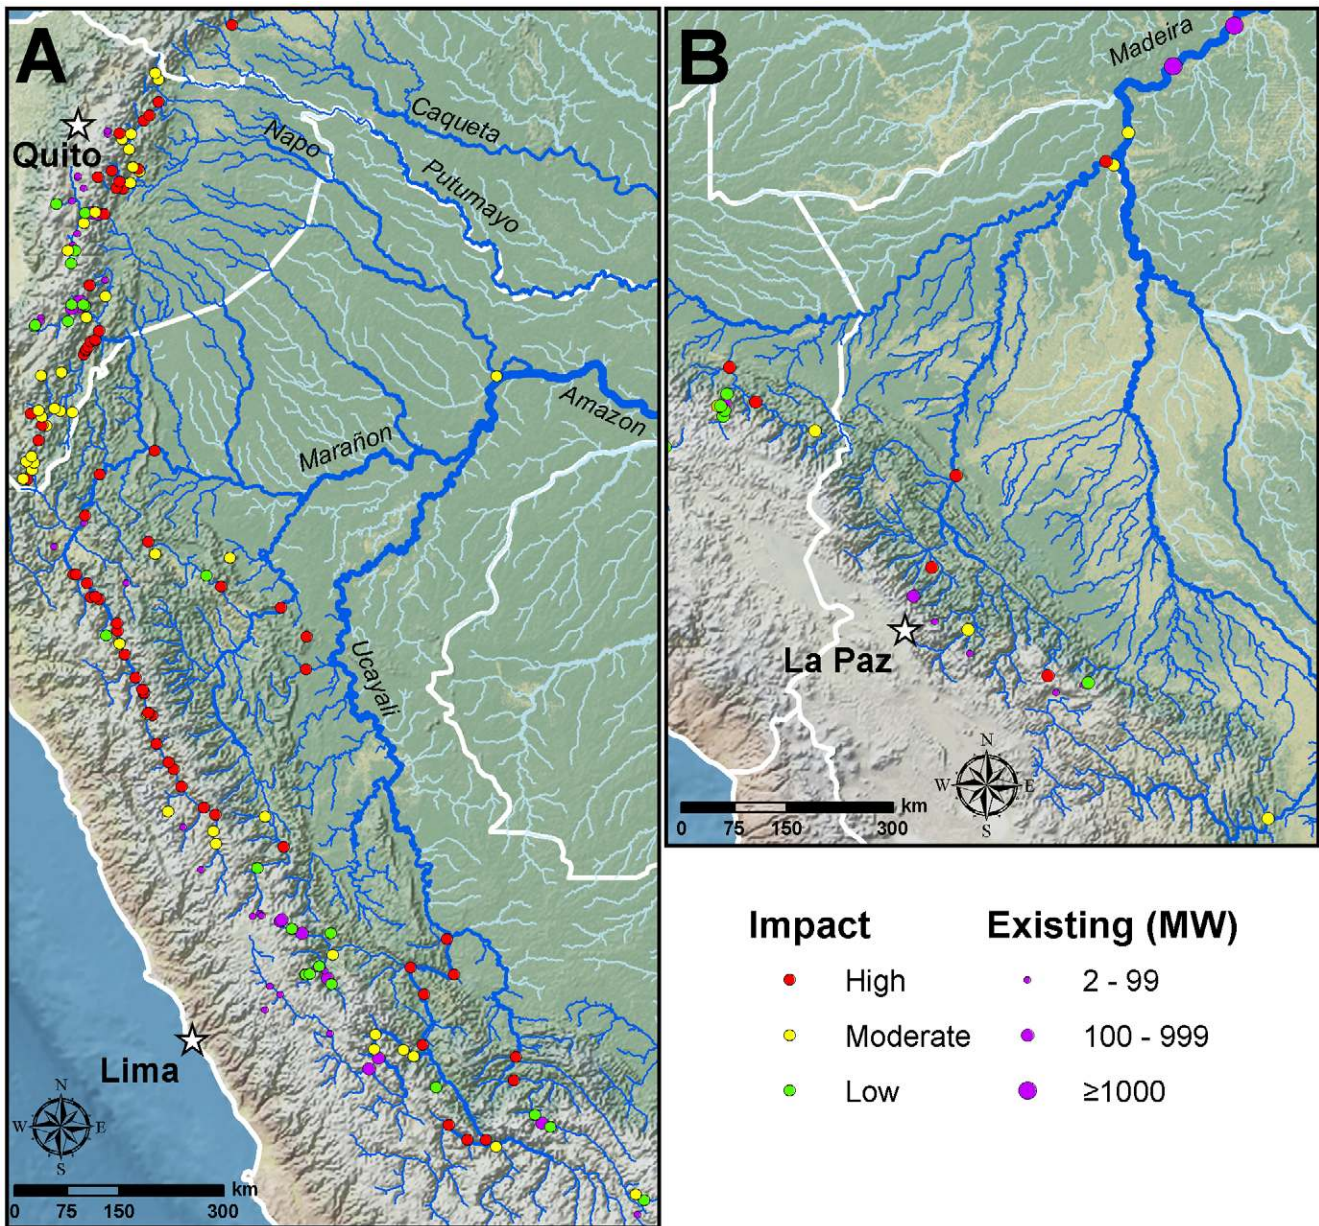 A
Quito
Caqueta
Napo
Putumayo
Amazon
Marañon
Ucayali
Lima
N
W E
S
km
0 75 150 300
B
Madeira
La Paz
N
W E
S
km
0 75 150 300
Impact Existing (MW)
High 2 - 99
Moderate 100 - 999
Low ≥1000